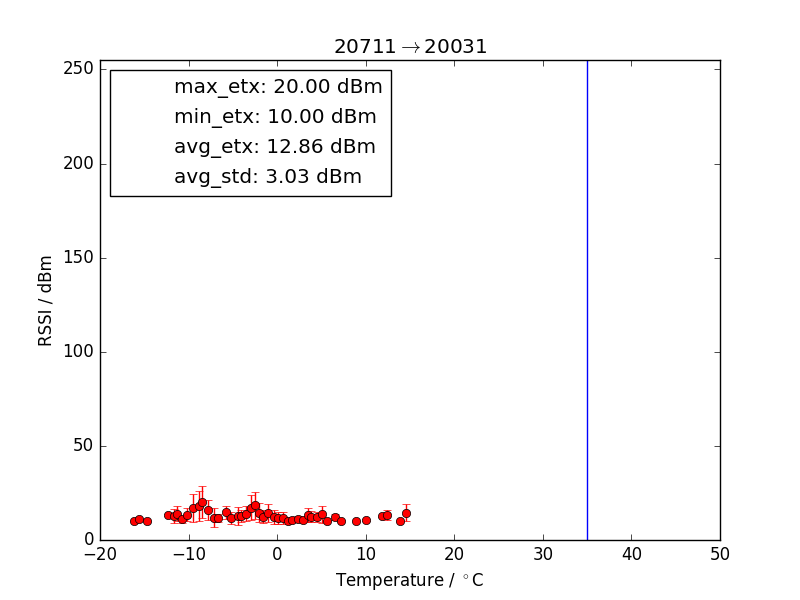 20711→20031
max_etx: 20.00 dBm
min_etx: 10.00 dBm
avg_etx: 12.86 dBm
avg_std: 3.03 dBm
250
200
150
100
50
0
RSSI / dBm
−20 −10 0 10 20 30 40 50
Temperature / °C